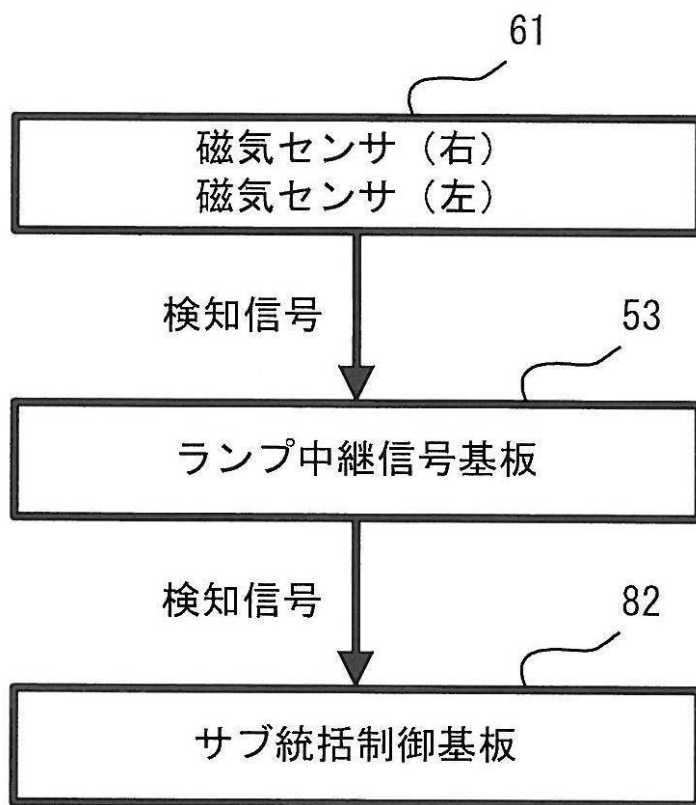 61
磁気センサ（右）
磁気センサ（左）
検知信号
53
ランプ中継信号基板
検知信号
82
サブ統括制御基板